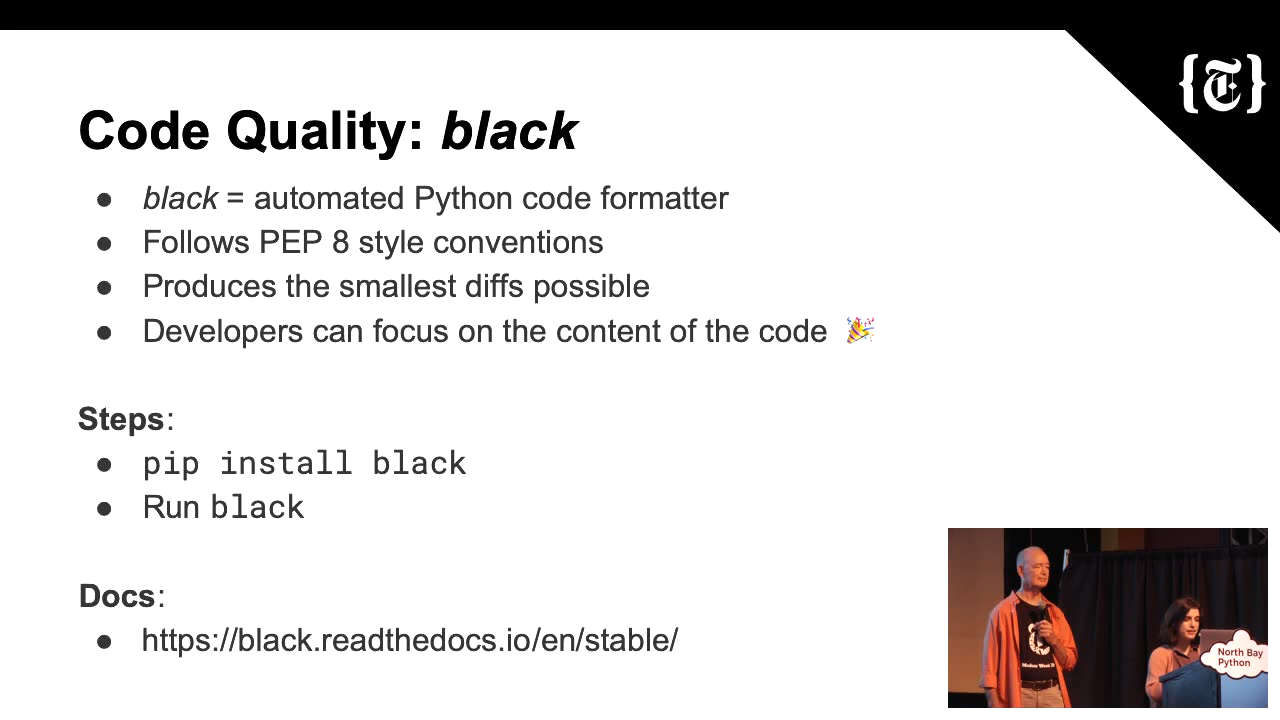 {T}
Code Quality: black
● black = automated Python code formatter
● Follows PEP 8 style conventions
● Produces the smallest diffs possible
● Developers can focus on the content of the code 🎉
Steps:
● pip install black
● Run black
Docs:
● https://black.readthedocs.io/en/stable/
North Bay
Python